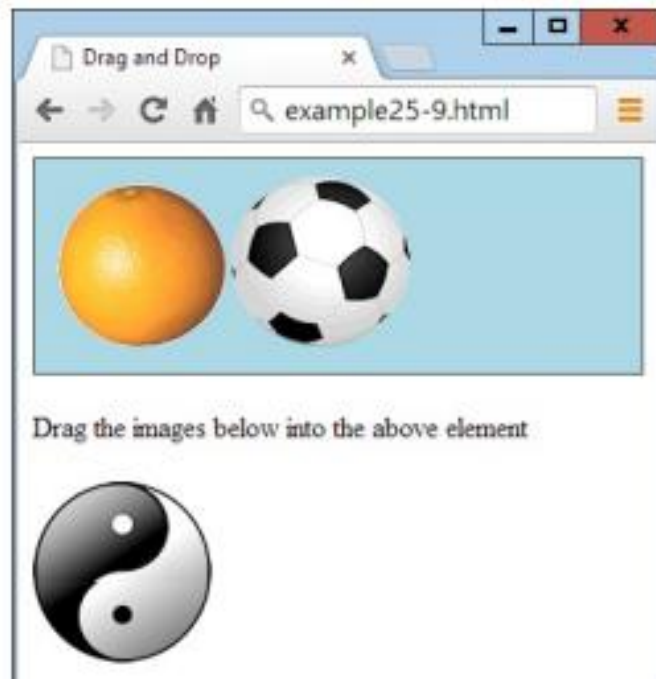 Drag and Drop
example25-9.html
Drag the images below into the above element